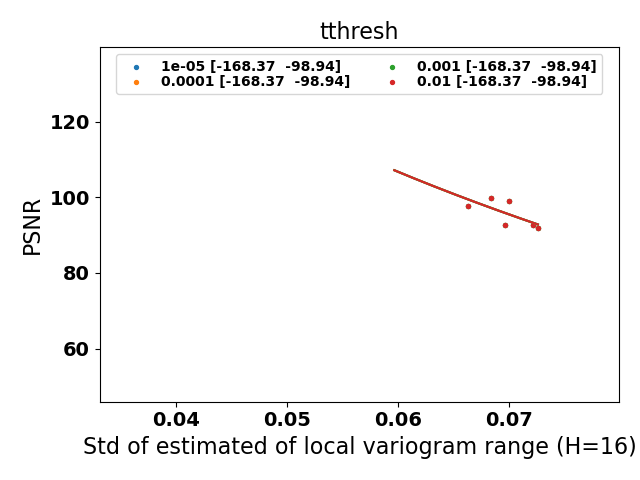 tthresh
1e-05 [-168.37  -98.94]
0.0001 [-168.37  -98.94]
0.001 [-168.37  -98.94]
0.01 [-168.37  -98.94]
PSNR
120
100
80
60
0.04 0.05 0.06 0.07
Std of estimated of local variogram range (H=16)